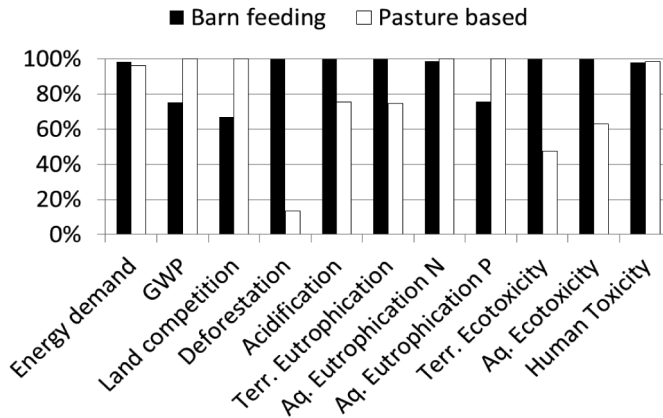 Barn feeding Pasture based
100%
80%
60%
40%
20%
0%
Energy demand
GWP
Land competition
Deforestation
Acidification
Terr. Eutrophication
Aq. Eutrophication N
Aq. Eutrophication P
Terr. Ecotoxicity
Aq. Ecotoxicity
Human Toxicity